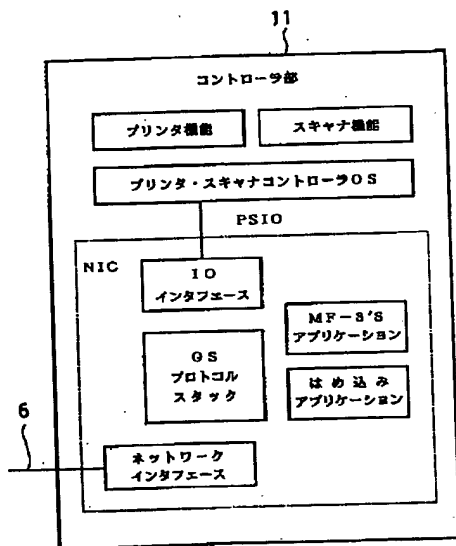 11
コントローラ部
プリンタ機能
スキャナ機能
プリンタ・スキャナコントローラOS
PSIO
NIC
IO
インタフェース
MF-3'S
アプリケーション
GS
プロトコル
スタック
はめ込み
アプリケーション
6
ネットワーク
インタフェース